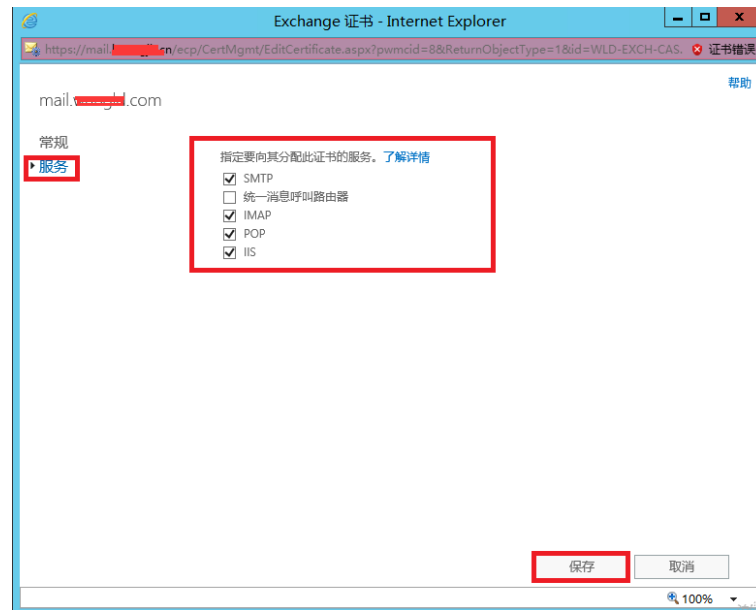 Exchange 证书 - Internet Explorer
https://mail. n/ecp/CertMgmt/EditCertificate.aspx?pwmcid=8&ReturnObjectType=1&id=WLD-EXCH-CAS. 证书错误
帮助
mail. .com
常规
服务
指定要向其分配此证书的服务。了解详情
SMTP
统一消息呼叫路由器
IMAP
POP
IIS
保存 取消
100%